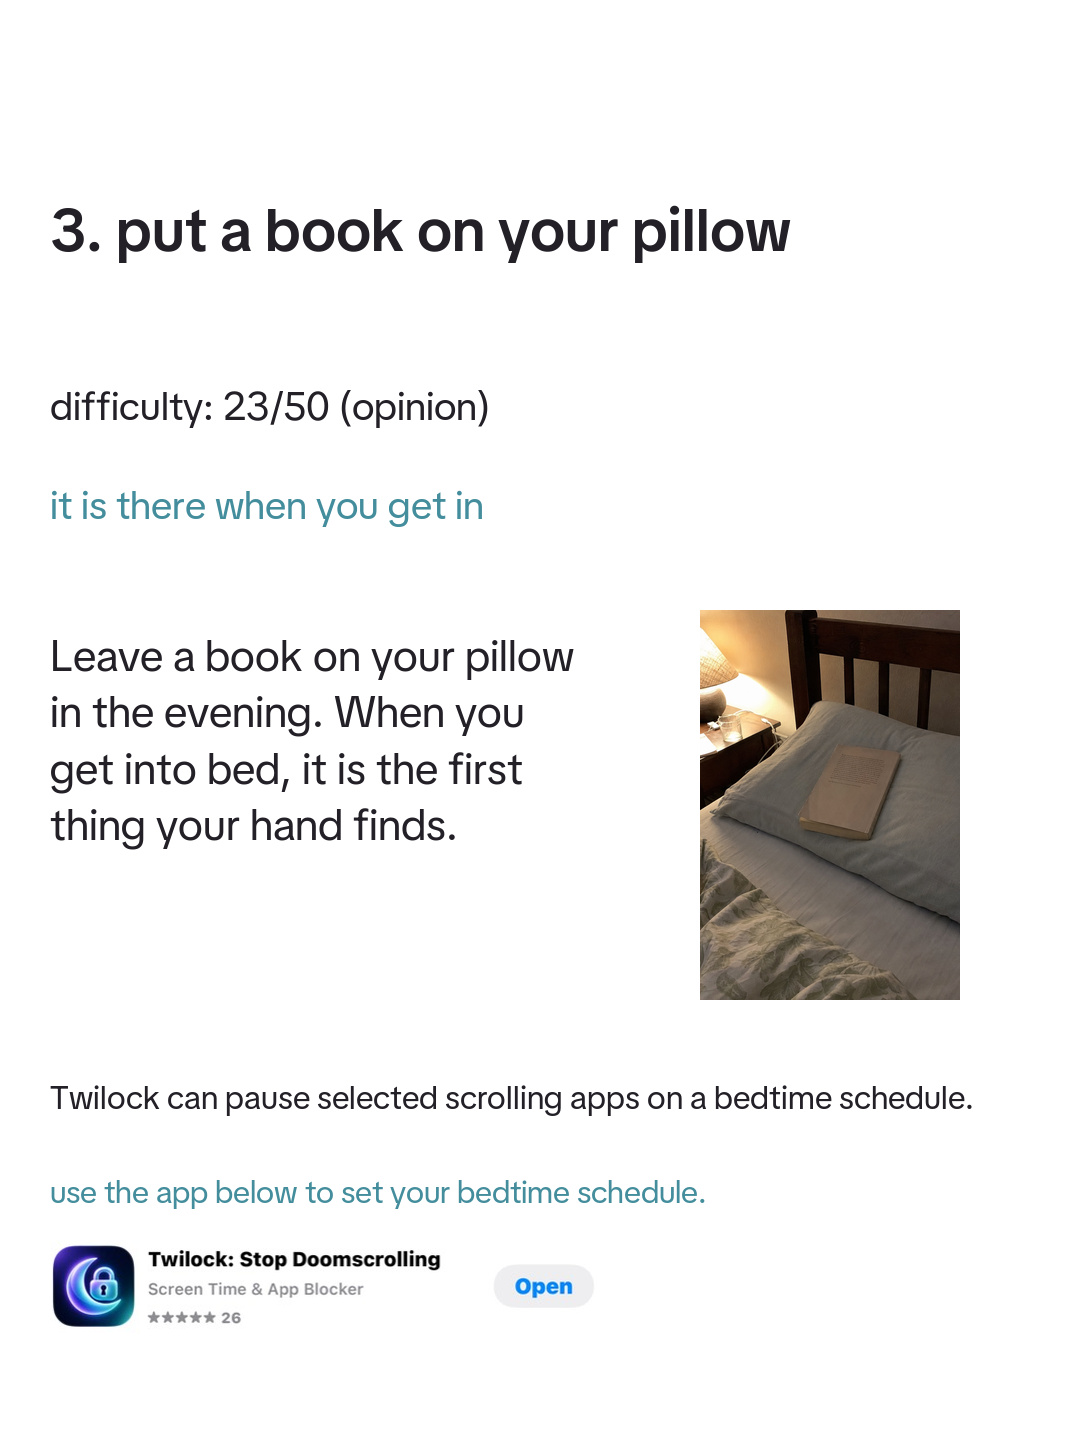 3. put a book on your pillow
difficulty: 23/50 (opinion)
it is there when you get in
Leave a book on your pillow
in the evening. When you
get into bed, it is the first
thing your hand finds.
Twilock can pause selected scrolling apps on a bedtime schedule.
use the app below to set your bedtime schedule.
Twilock: Stop Doomscrolling
Screen Time & App Blocker
Open
★★★★★ 26